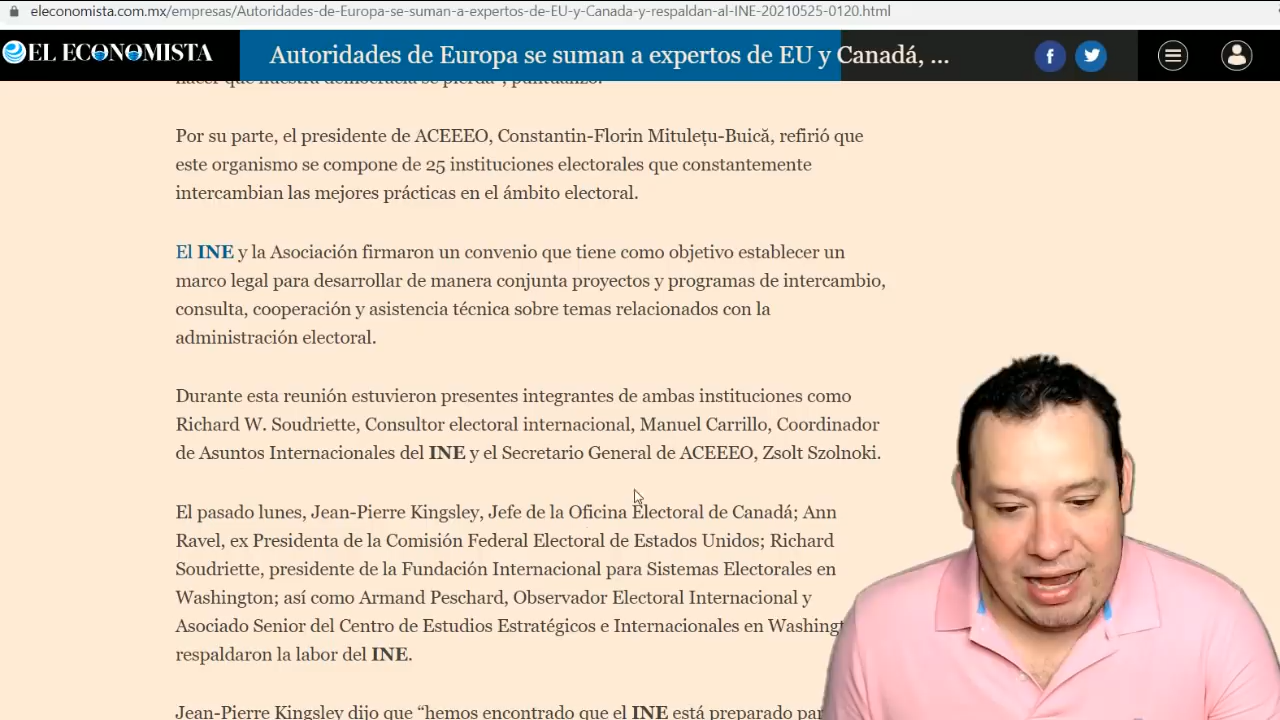 eleconomista.com.mx/empresas/Autoridades-de-Europa-se-suman-a-expertos-de-EU-y-Canada-y-respaldan-al-INE-20210525-0120.html
EL ECONOMISTA
Autoridades de Europa se suman a expertos de EU y Canadá, ...
hacer que nuestra democracia se pierda", puntualizó.
Por su parte, el presidente de ACEEEO, Constantin-Florin Mitulețu-Buică, refirió que
este organismo se compone de 25 instituciones electorales que constantemente
intercambian las mejores prácticas en el ámbito electoral.
El INE y la Asociación firmaron un convenio que tiene como objetivo establecer un
marco legal para desarrollar de manera conjunta proyectos y programas de intercambio,
consulta, cooperación y asistencia técnica sobre temas relacionados con la
administración electoral.
Durante esta reunión estuvieron presentes integrantes de ambas instituciones como
Richard W. Soudriette, Consultor electoral internacional, Manuel Carrillo, Coordinador
de Asuntos Internacionales del INE y el Secretario General de ACEEEO, Zsolt Szolnoki.
El pasado lunes, Jean-Pierre Kingsley, Jefe de la Oficina Electoral de Canadá; Ann
Ravel, ex Presidenta de la Comisión Federal Electoral de Estados Unidos; Richard
Soudriette, presidente de la Fundación Internacional para Sistemas Electorales en
Washington; así como Armand Peschard, Observador Electoral Internacional y
Asociado Senior del Centro de Estudios Estratégicos e Internacionales en Washingt
respaldaron la labor del INE.
Jean-Pierre Kingsley dijo que “hemos encontrado que el INE está preparado